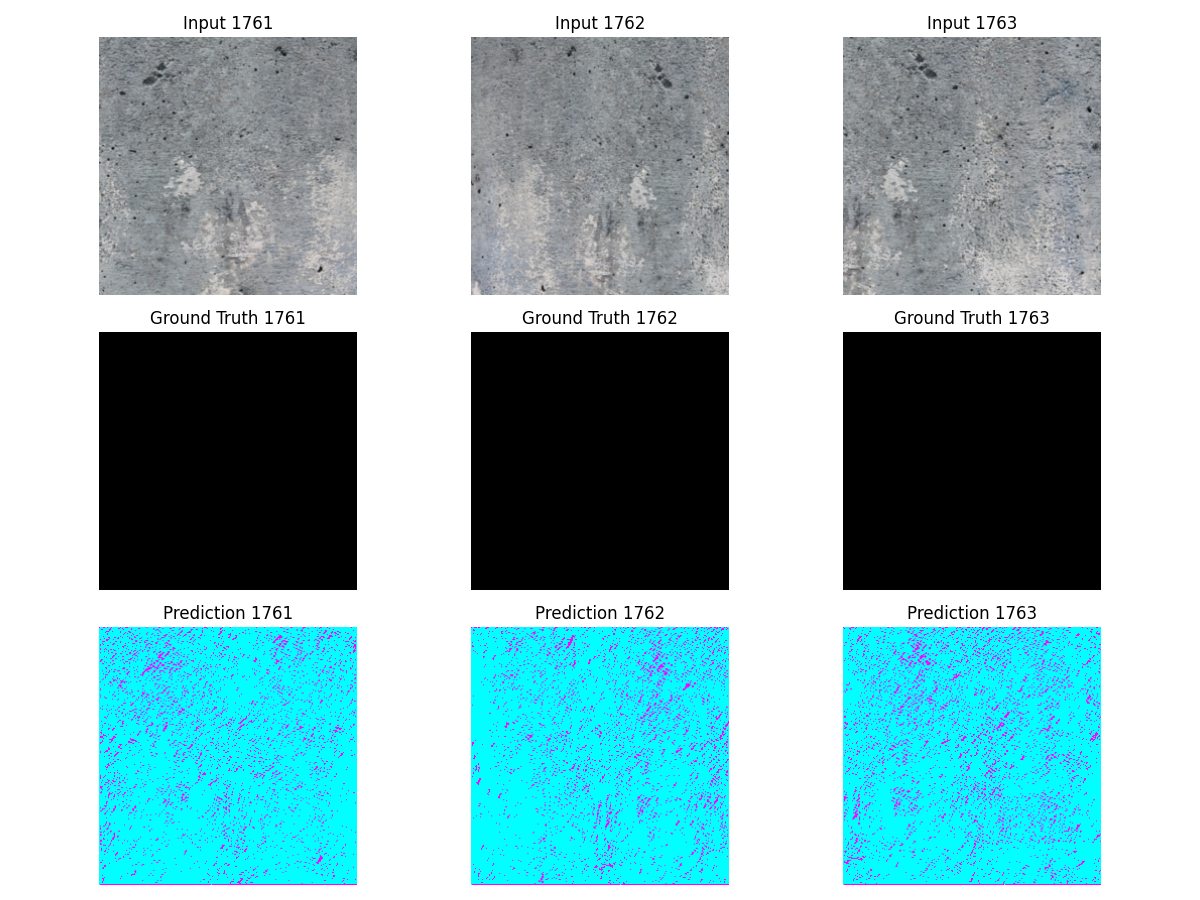 Input 1761
Input 1762
Input 1763
Ground Truth 1761
Ground Truth 1762
Ground Truth 1763
Prediction 1761
Prediction 1762
Prediction 1763